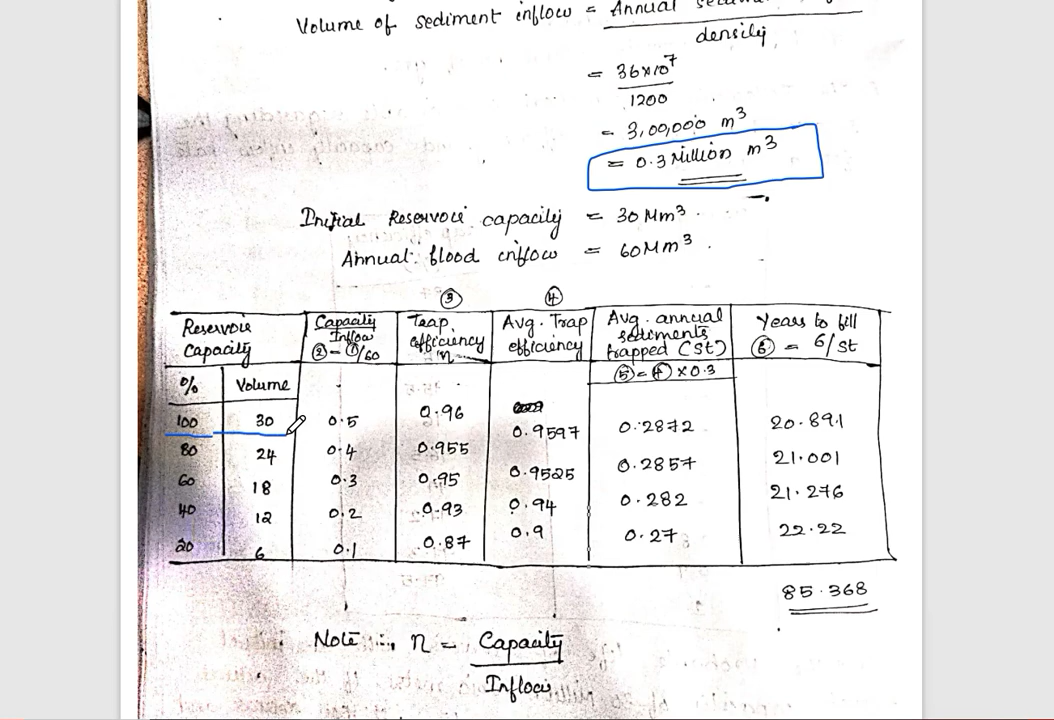 Volume of sediment inflow = Annual
density
= 36×10⁷
1200
= 3,00,000 m³
= 0.3 Million m³
Initial Reservoir capacity = 30 Mm³.
Annual flood inflow = 60 Mm³.
③ ④
Reservoir Capacity | Capacity Inflow ② = ①/60 | Trap efficiency η | Avg. Trap efficiency | Avg. annual sediments trapped (St) ⑤ = ④ × 0.3 | Years to fill ⑥ = 6/St
% | Volume
100 30 0.5 0.96 0.9597 0.2872 20.891
80 24 0.4 0.955 0.9525 0.2857 21.001
60 18 0.3 0.95 0.94 0.282 21.276
40 12 0.2 0.93 0.9 0.27 22.22
20 6 0.1 0.87
85.368
Note :. η = Capacity
Inflow